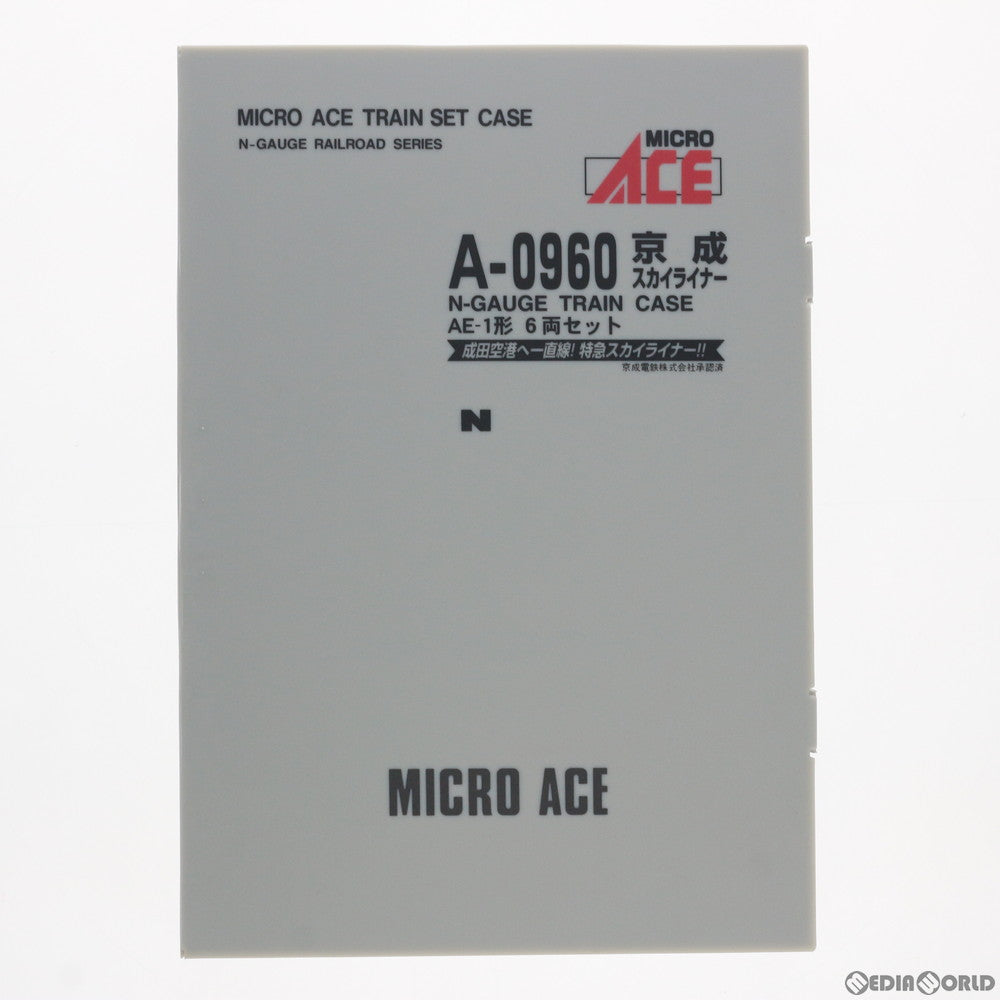 MICRO ACE TRAIN SET CASE
N-GAUGE RAILROAD SERIES
MICRO
ACE
A-0960 京成
スカイライナー
N-GAUGE TRAIN CASE
AE-1形 6両セット
成田空港へ一直線!特急スカイライナー!!
京成電鉄株式会社承認済
N
MICRO ACE
MEDIAWORLD